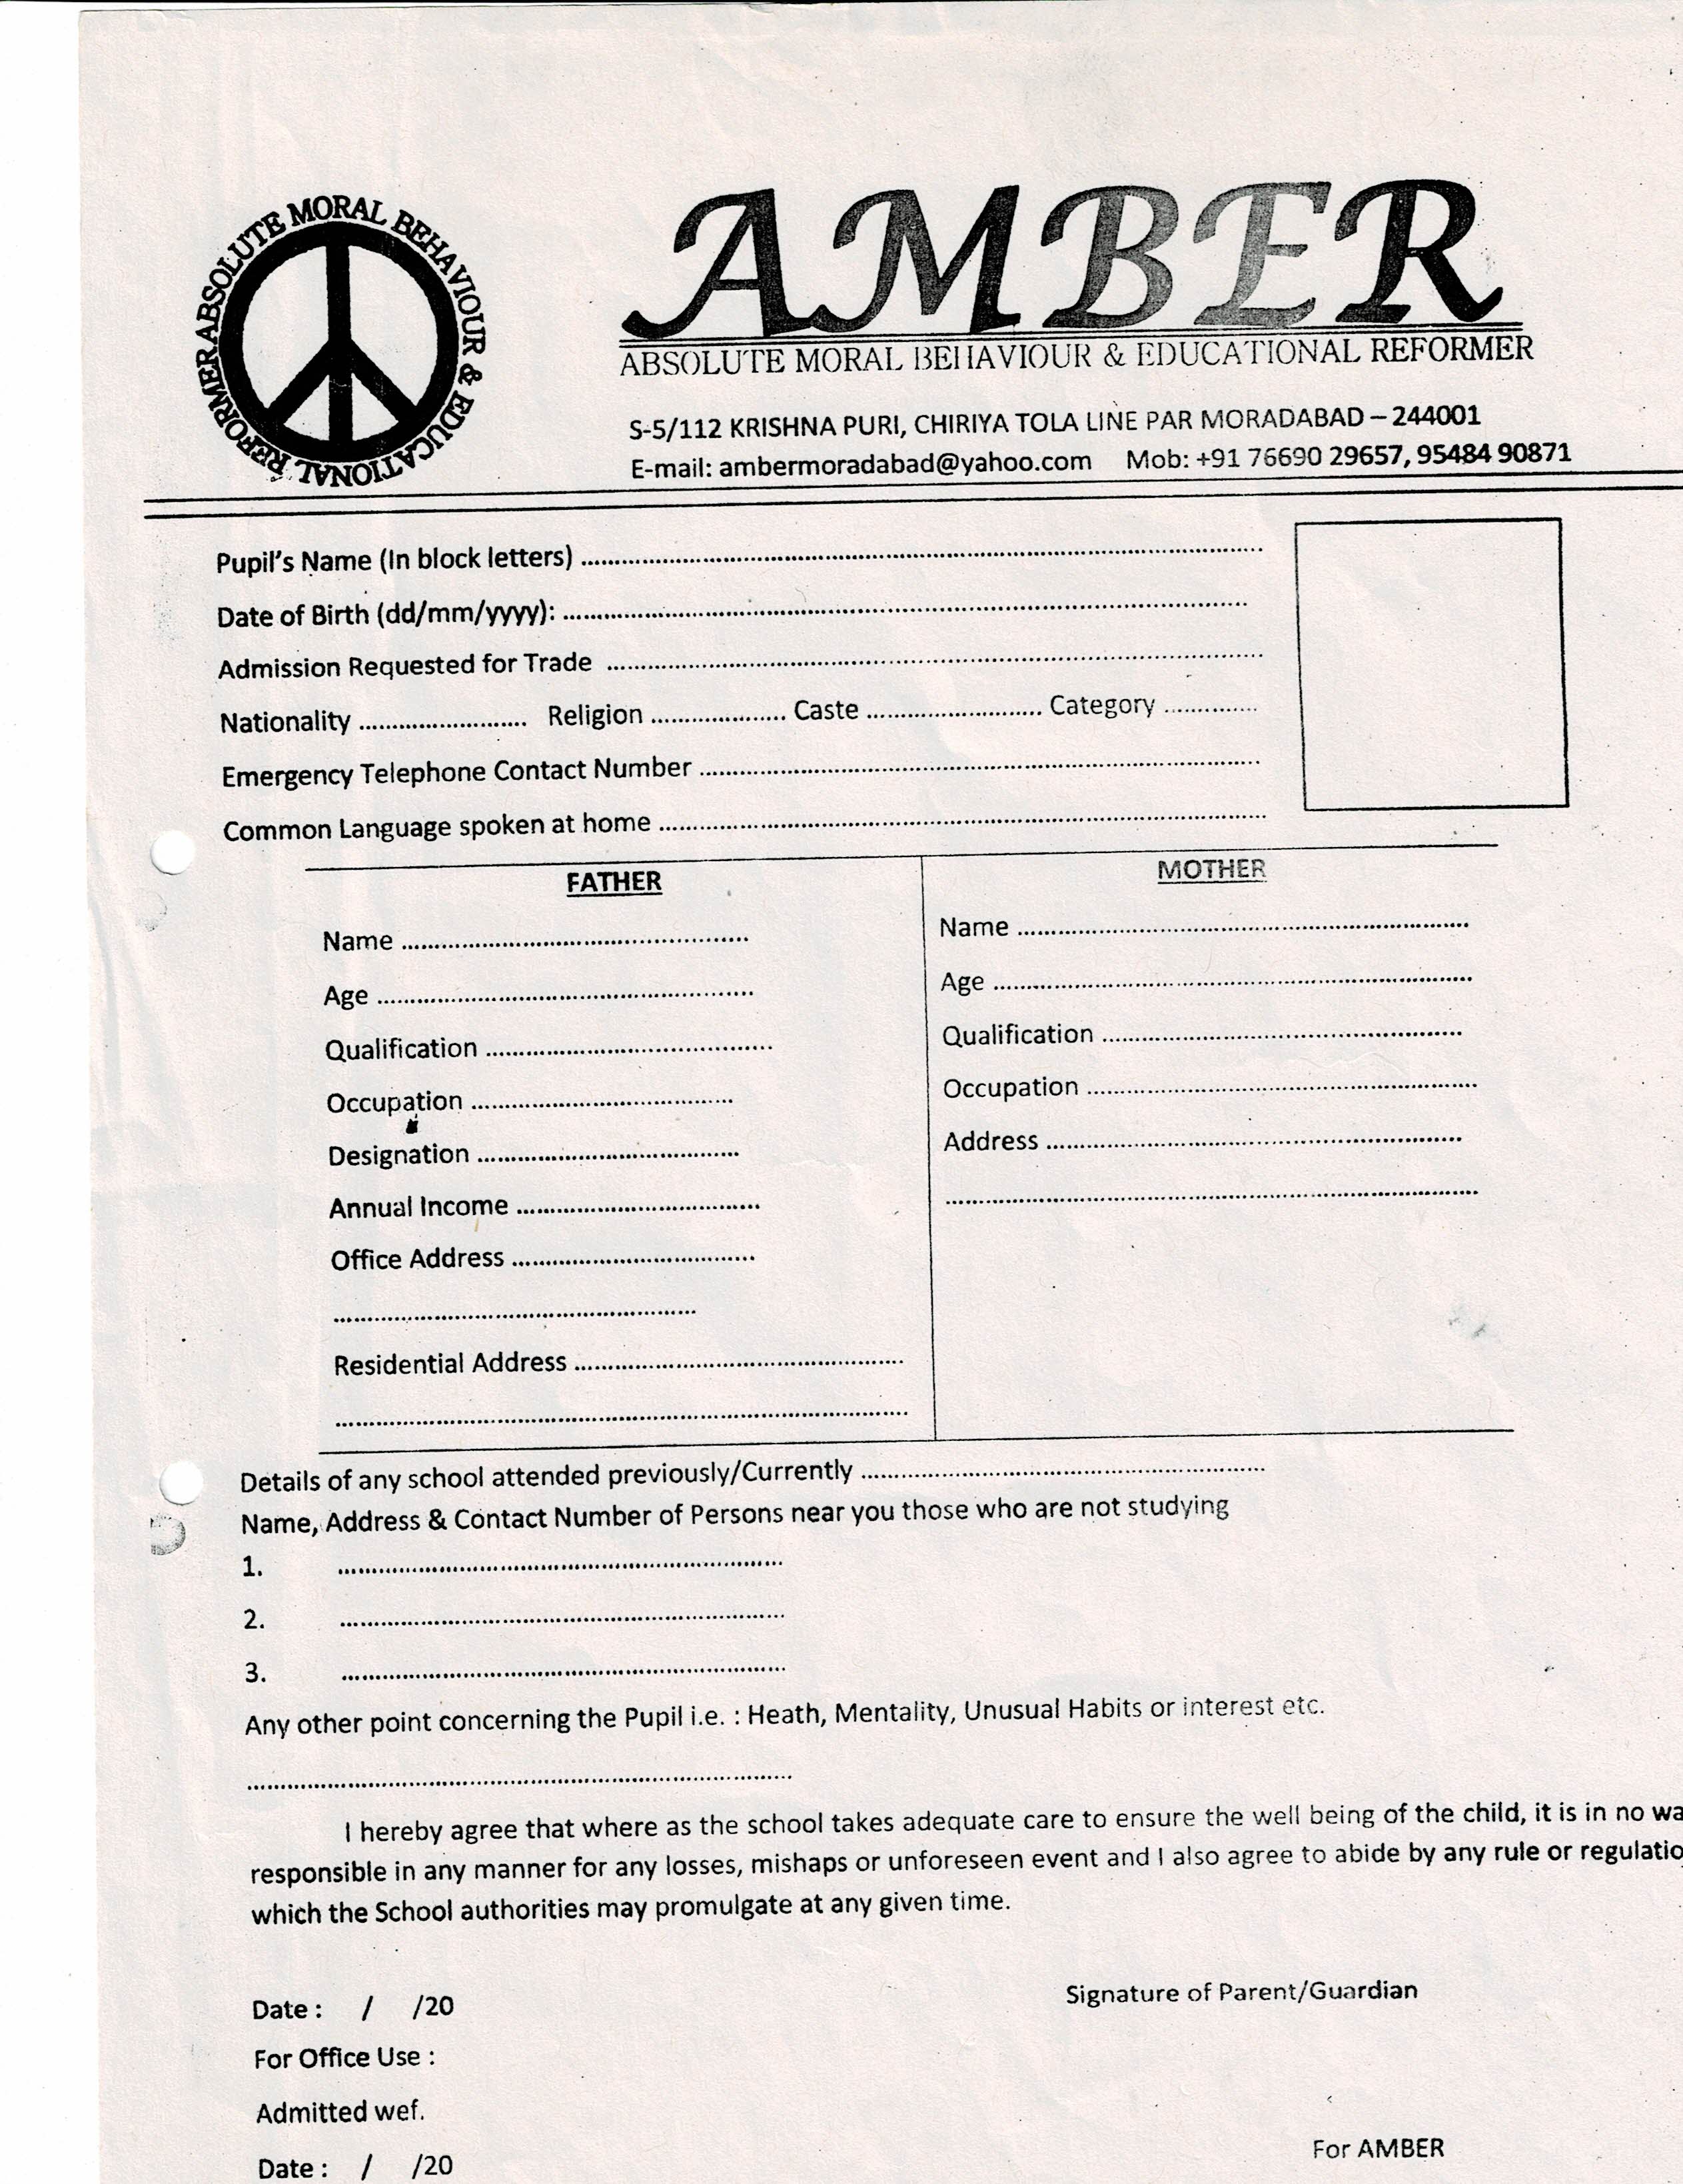 ABSOLUTE MORAL BEHAVIOUR & EDUCATIONAL REFORMER
AMBER
ABSOLUTE MORAL BEHAVIOUR & EDUCATIONAL REFORMER
S-5/112 KRISHNA PURI, CHIRIYA TOLA LINE PAR MORADABAD – 244001
E-mail: ambermoradabad@yahoo.com Mob: +91 76690 29657, 95484 90871
Pupil's Name (In block letters) ....................
Date of Birth (dd/mm/yyyy): ....................
Admission Requested for Trade ....................
Nationality .................... Religion .................... Caste .................... Category ....................
Emergency Telephone Contact Number ....................
Common Language spoken at home ....................
FATHER
Name ....................
Age ....................
Qualification ....................
Occupation ....................
Designation ....................
Annual Income ....................
Office Address ....................
....................
Residential Address ....................
....................
MOTHER
Name ....................
Age ....................
Qualification ....................
Occupation ....................
Address ....................
....................
Details of any school attended previously/Currently ....................
Name, Address & Contact Number of Persons near you those who are not studying
1. ....................
2. ....................
3. ....................
Any other point concerning the Pupil i.e. : Heath, Mentality, Unusual Habits or interest etc.
....................
I hereby agree that where as the school takes adequate care to ensure the well being of the child, it is in no wa
responsible in any manner for any losses, mishaps or unforeseen event and I also agree to abide by any rule or regulatio
which the School authorities may promulgate at any given time.
Date : / /20
Signature of Parent/Guardian
For Office Use :
Admitted wef.
For AMBER
Date : / /20